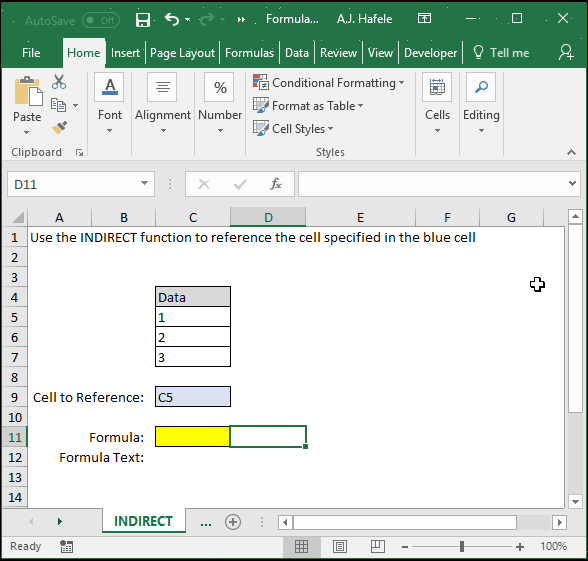 AutoSave Off Formula... A.J. Hafele
File Home Insert Page Layout Formulas Data Review View Developer Tell me
Paste
Clipboard
Font
Alignment
%
Number
Conditional Formatting
Format as Table
Cell Styles
Styles
Cells
Editing
D11 fx
A B C D E F G
1 Use the INDIRECT function to reference the cell specified in the blue cell
2
3
4 Data
5 1
6 2
7 3
8
9 Cell to Reference: C5
10
11 Formula:
12 Formula Text:
13
14
INDIRECT ...
Ready 100%